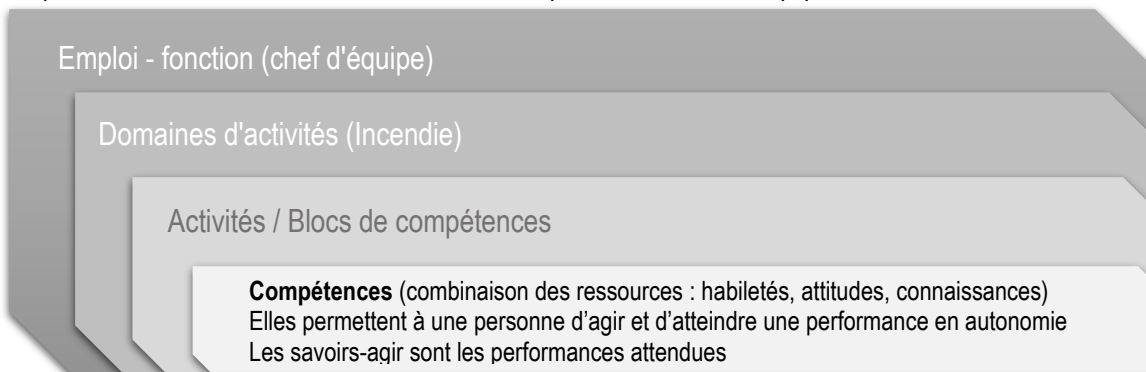 Emploi - fonction (chef d'équipe)
Domaines d'activités (Incendie)
Activités / Blocs de compétences
Compétences (combinaison des ressources : habiletés, attitudes, connaissances)
Elles permettent à une personne d’agir et d’atteindre une performance en autonomie
Les savoirs-agir sont les performances attendues